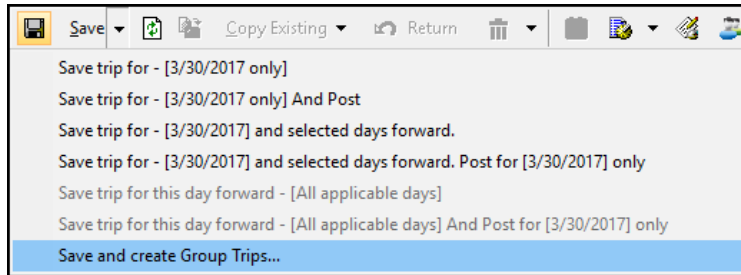 Save Copy Existing Return
Save trip for - [3/30/2017 only]
Save trip for - [3/30/2017 only] And Post
Save trip for - [3/30/2017] and selected days forward.
Save trip for - [3/30/2017] and selected days forward. Post for [3/30/2017] only
Save trip for this day forward - [All applicable days]
Save trip for this day forward - [All applicable days] And Post for [3/30/2017] only
Save and create Group Trips...